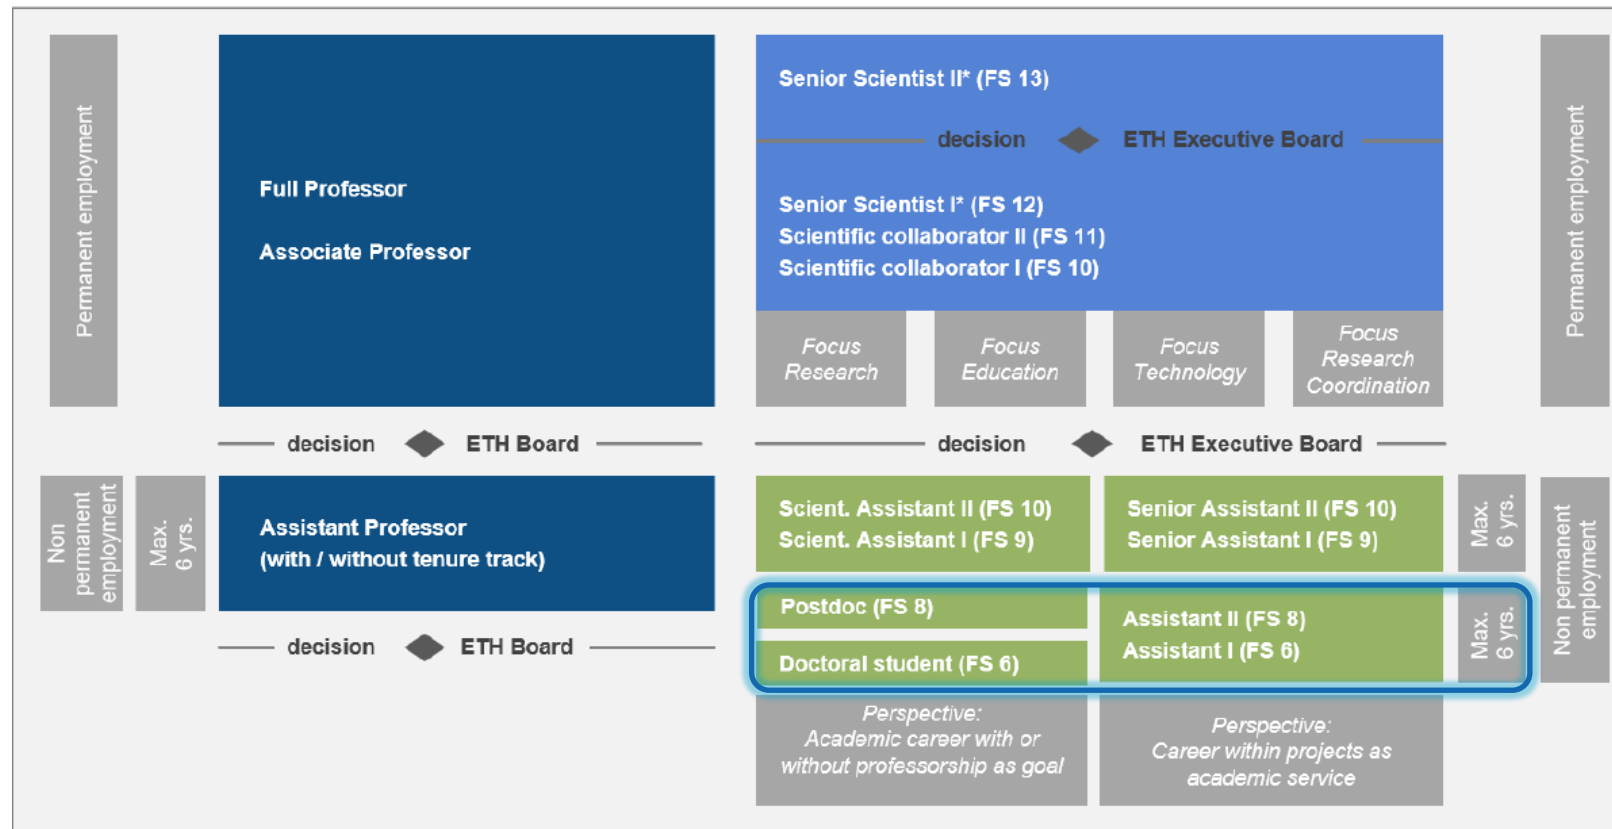 Permanent employment
Full Professor
Associate Professor
Senior Scientist II* (FS 13)
decision ETH Executive Board
Senior Scientist I* (FS 12)
Scientific collaborator II (FS 11)
Scientific collaborator I (FS 10)
Focus
Research
Focus
Education
Focus
Technology
Focus
Research
Coordination
Permanent employment
decision ETH Board
decision ETH Executive Board
Non
permanent
employment
Max.
6 yrs.
Assistant Professor
(with / without tenure track)
Scient. Assistant II (FS 10)
Scient. Assistant I (FS 9)
Senior Assistant II (FS 10)
Senior Assistant I (FS 9)
Max.
6 yrs.
Non permanent
employment
decision ETH Board
Postdoc (FS 8)
Doctoral student (FS 6)
Assistant II (FS 8)
Assistant I (FS 6)
Max.
6 yrs.
Perspective:
Academic career with or
without professorship as goal
Perspective:
Career within projects as
academic service